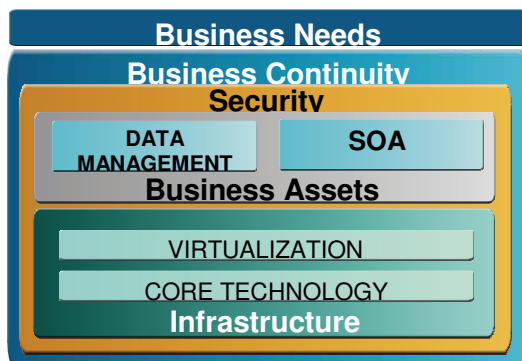 Business Needs
Business Continuity
Security
DATA
MANAGEMENT
SOA
Business Assets
VIRTUALIZATION
CORE TECHNOLOGY
Infrastructure